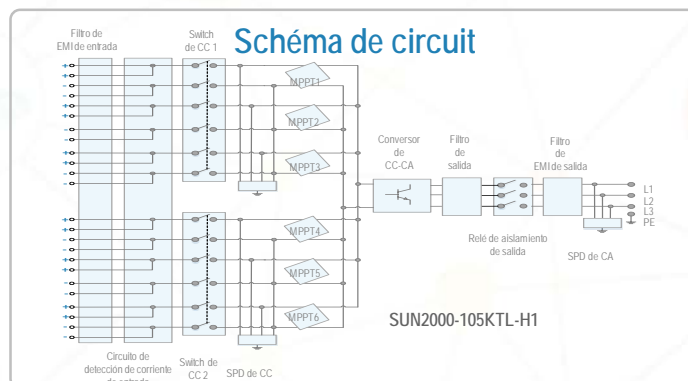 Schéma de circuit
Filtro de
EMI de entrada
Switch
de CC 1
MPPT1
MPPT2
MPPT3
MPPT4
MPPT5
MPPT6
Conversor
de
CC-CA
Filtro
de
salida
Filtro
de
EMI de salida
L1
L2
L3
PE
Relé de aislamiento
de salida
SPD de CA
SUN2000-105KTL-H1
Circuito de
detección de corriente
de entrada
Switch de
CC 2
SPD de CC